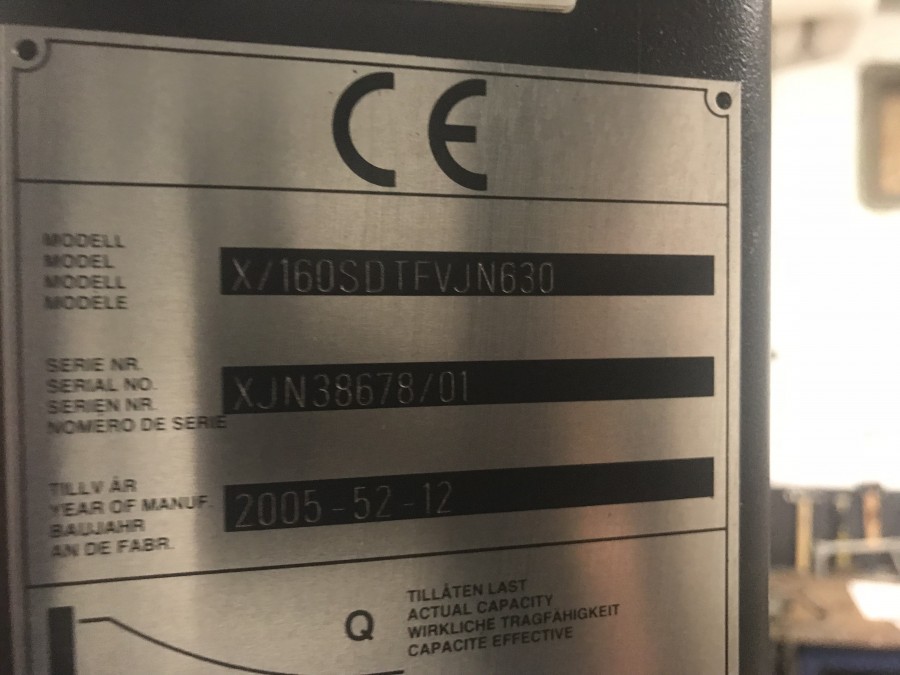 CE
MODELL
MODEL
MODELL
MODELE
X/160SDTFVJN630
SERIE NR.
SERIAL NO.
SERIEN NR.
NOMERO DE SERIE
XJN38678/01
TILLV ÅR
YEAR OF MANUF.
BAUJAHR
AN DE FABR.
2005-52-12
Q
TILLÅTEN LAST
ACTUAL CAPACITY
WIRKLICHE TRAGFÄHIGKEIT
CAPACITE EFFECTIVE